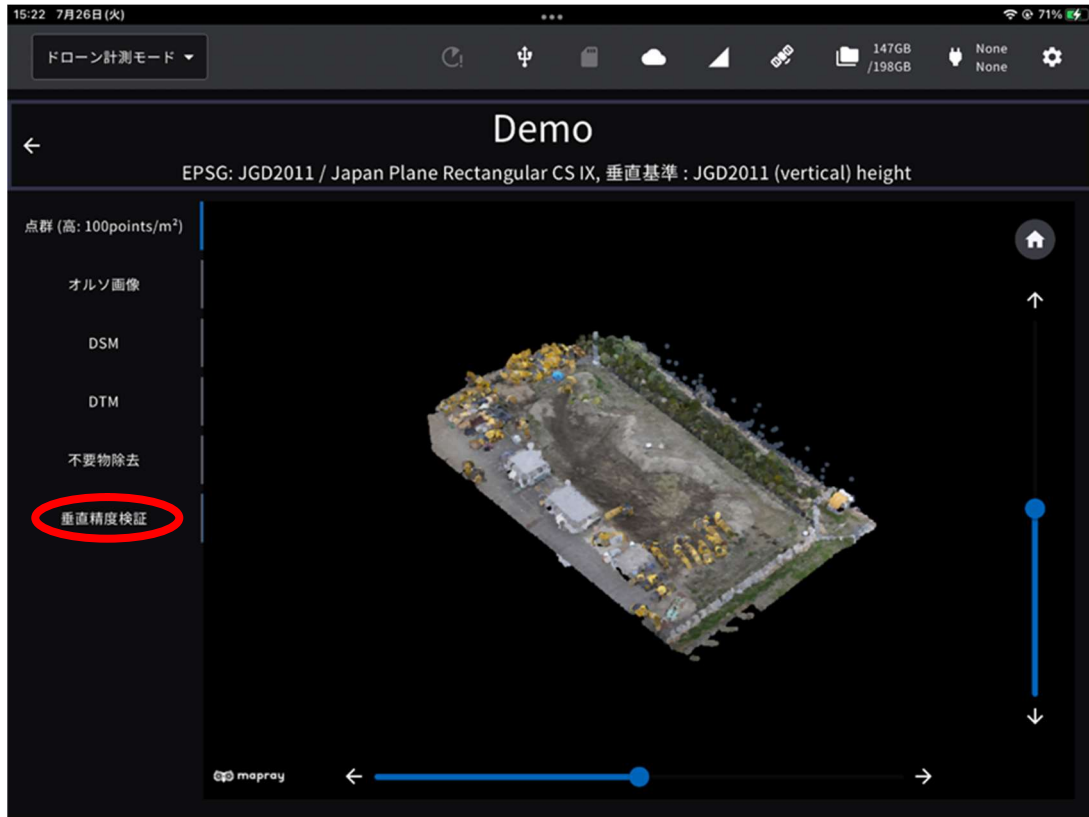 15:22 7月26日(火)
71%
ドローン計測モード
147GB
/198GB
None
None
Demo
EPSG: JGD2011 / Japan Plane Rectangular CS IX, 垂直基準 : JGD2011 (vertical) height
点群 (高: 100points/m²)
オルソ画像
DSM
DTM
不要物除去
垂直精度検証
mapray